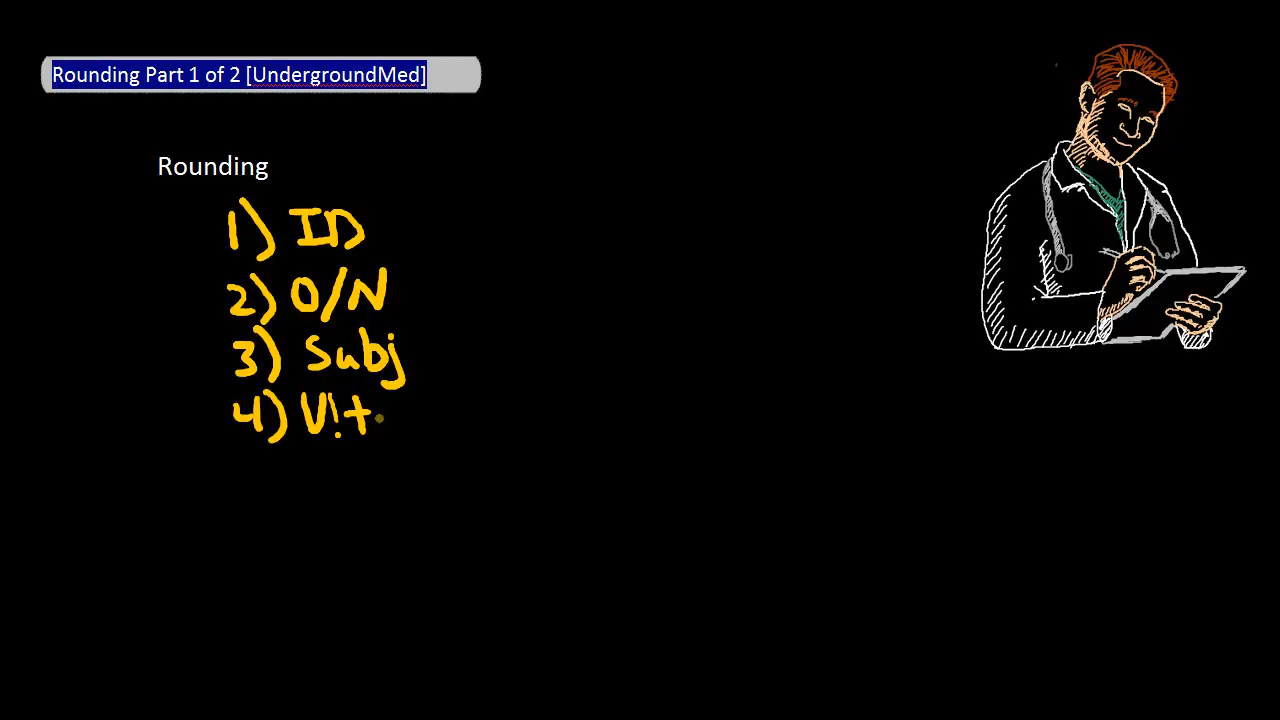 Rounding Part 1 of 2 [UndergroundMed]
Rounding
1) ID
2) O/N
3) Subj
4) Vit